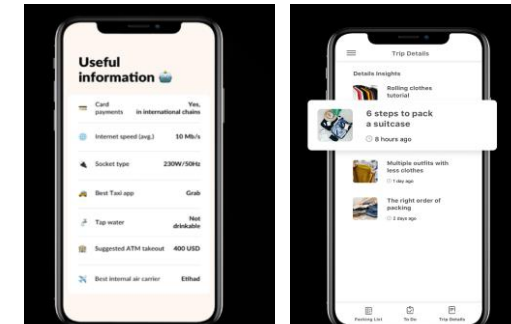 Useful
information
Card
payments
Yes,
in international chains
Internet speed (avg.)
10 Mb/s
Socket type
230W/50Hz
Best Taxi app
Grab
Tap water
Not
drinkable
Suggested ATM takeout
400 USD
Best internal air carrier
Etihad
Trip Details
Details Insights
Rolling clothes
tutorial
6 steps to pack
a suitcase
8 hours ago
Multiple outfits with
less clothes
1 day ago
The right order of
packing
2 days ago
Packing List
To Do
Trip Details